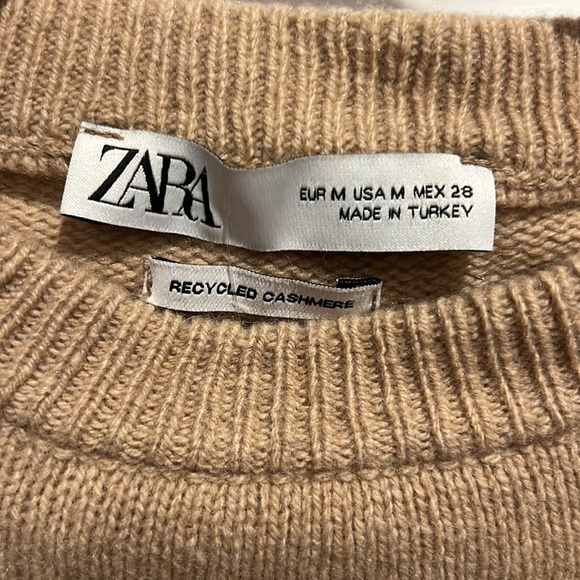 ZARA
EUR M USA M MEX 28
MADE IN TURKEY
RECYCLED CASHMERE